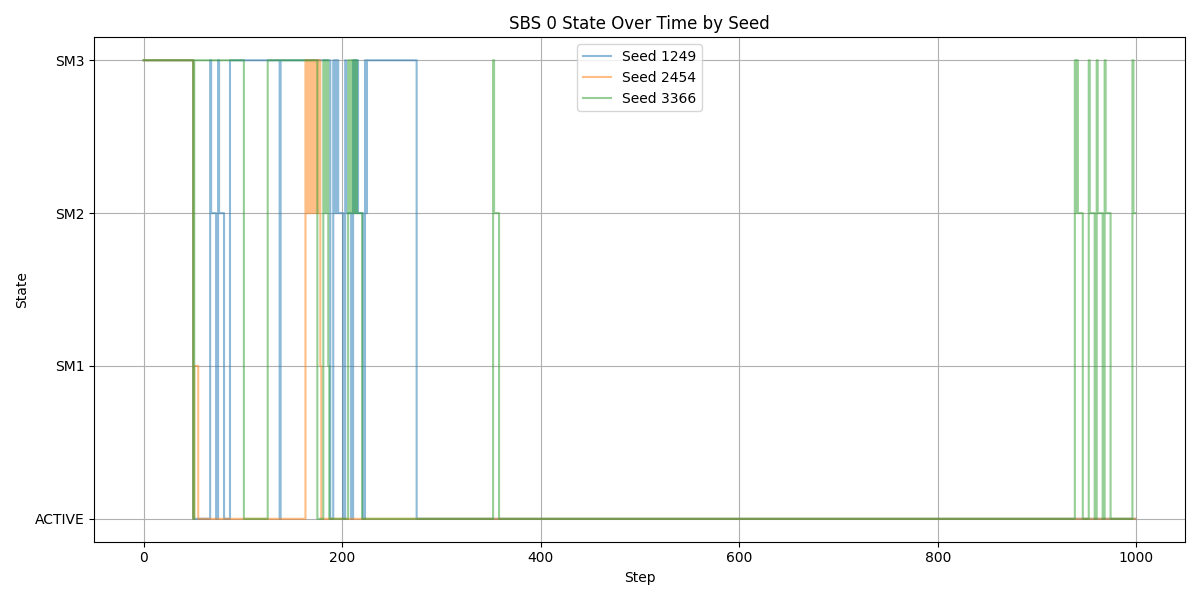 SBS 0 State Over Time by Seed
SM3
SM2
SM1
ACTIVE
State
Seed 1249
Seed 2454
Seed 3366
0
200
400
600
800
1000
Step